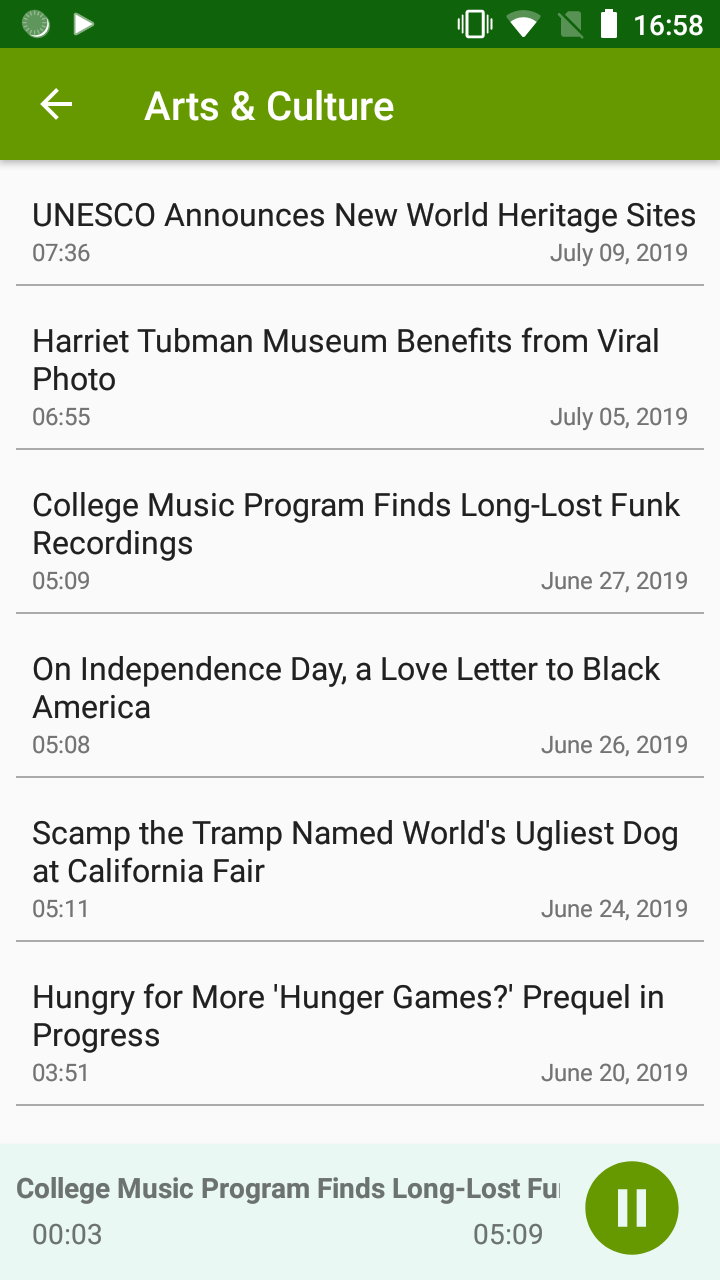 16:58
Arts & Culture
UNESCO Announces New World Heritage Sites
07:36 July 09, 2019
Harriet Tubman Museum Benefits from Viral
Photo
06:55 July 05, 2019
College Music Program Finds Long-Lost Funk
Recordings
05:09 June 27, 2019
On Independence Day, a Love Letter to Black
America
05:08 June 26, 2019
Scamp the Tramp Named World's Ugliest Dog
at California Fair
05:11 June 24, 2019
Hungry for More 'Hunger Games?' Prequel in
Progress
03:51 June 20, 2019
College Music Program Finds Long-Lost Fu
00:03 05:09